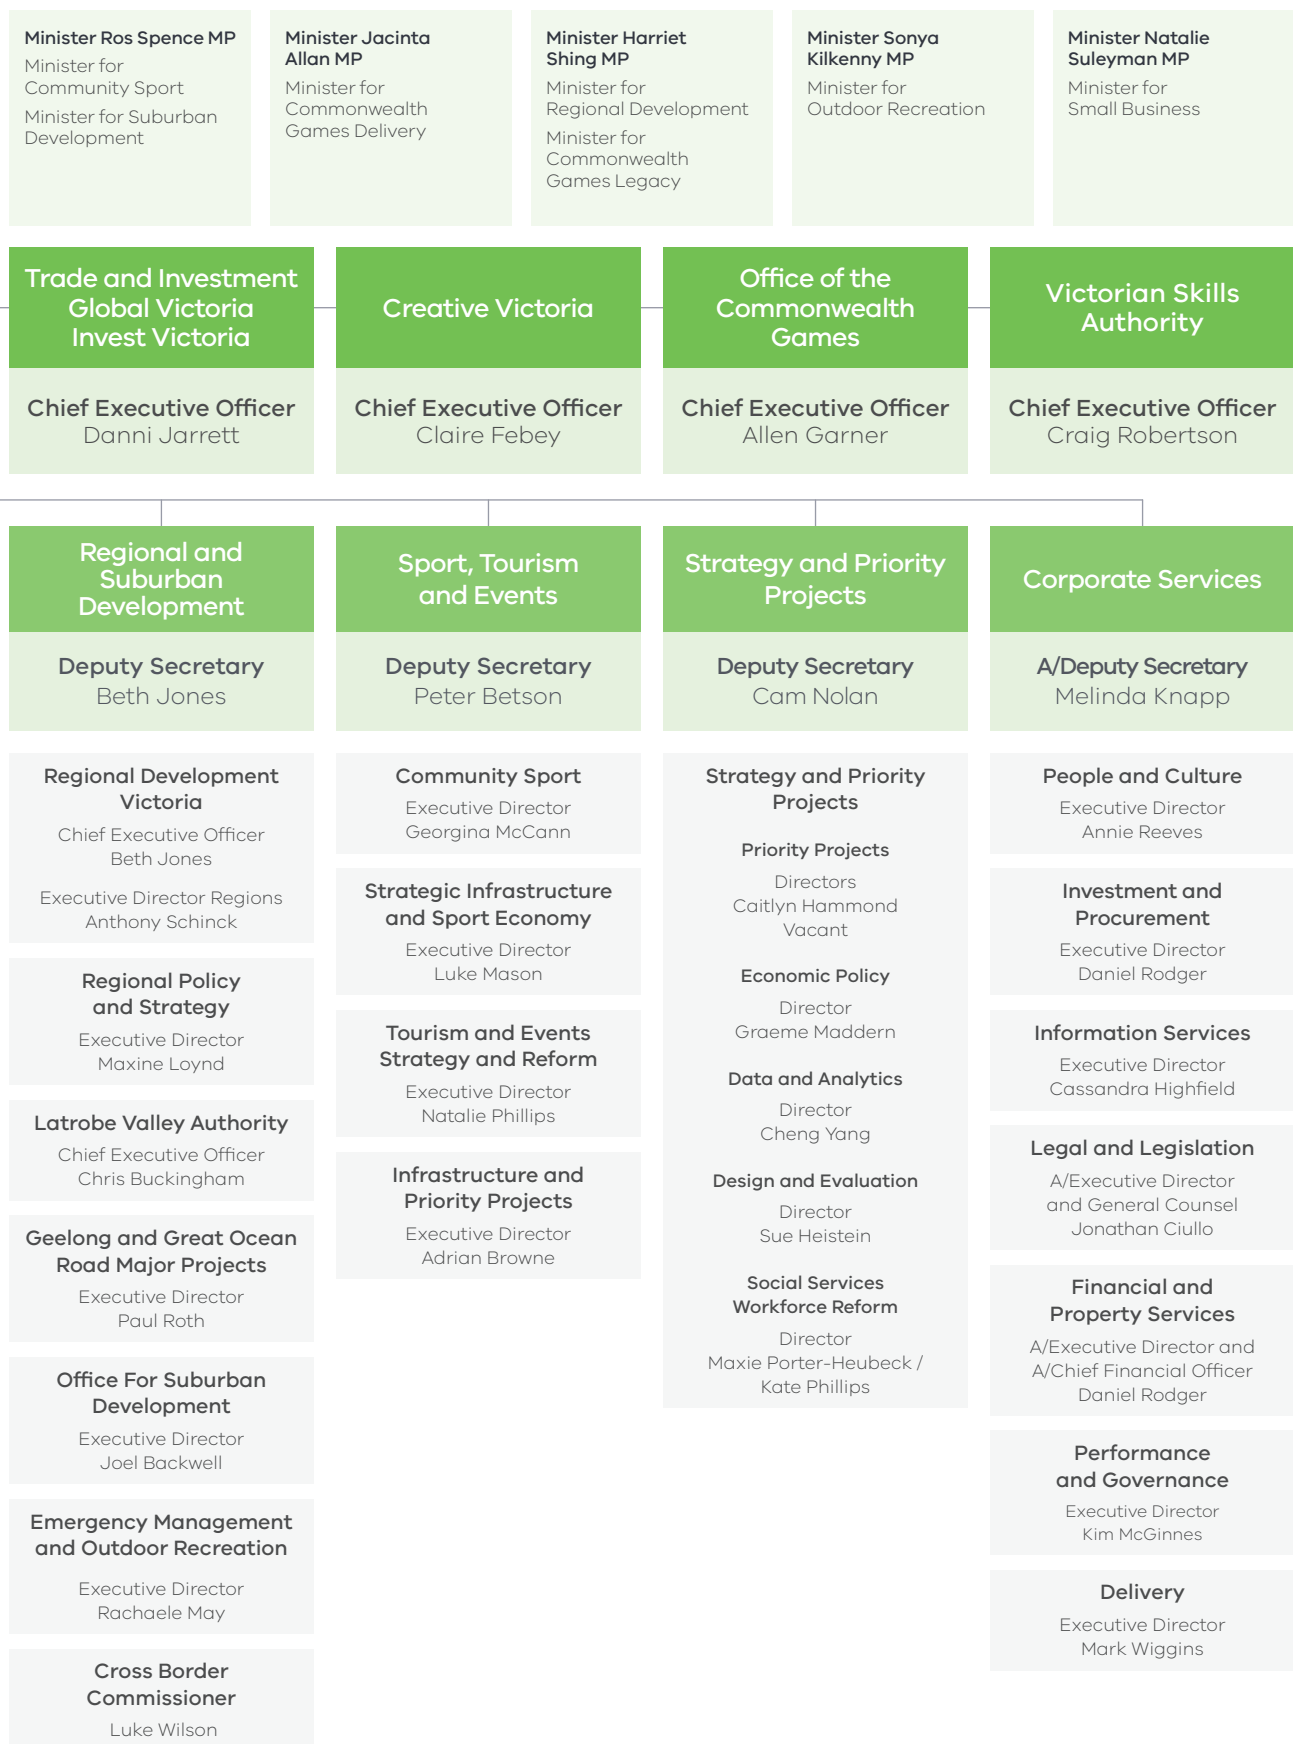 Minister Ros Spence MP
Minister for
Community Sport
Minister for Suburban
Development
Minister Jacinta
Allan MP
Minister for
Commonwealth
Games Delivery
Minister Harriet
Shing MP
Minister for
Regional Development
Minister for
Commonwealth
Games Legacy
Minister Sonya
Kilkenny MP
Minister for
Outdoor Recreation
Minister Natalie
Suleyman MP
Minister for
Small Business
Trade and Investment
Global Victoria
Invest Victoria
Chief Executive Officer
Danni Jarrett
Creative Victoria
Chief Executive Officer
Claire Febey
Office of the
Commonwealth
Games
Chief Executive Officer
Allen Garner
Victorian Skills
Authority
Chief Executive Officer
Craig Robertson
Regional and
Suburban
Development
Deputy Secretary
Beth Jones
Regional Development
Victoria
Chief Executive Officer
Beth Jones
Executive Director Regions
Anthony Schinck
Regional Policy
and Strategy
Executive Director
Maxine Loynd
Latrobe Valley Authority
Chief Executive Officer
Chris Buckingham
Geelong and Great Ocean
Road Major Projects
Executive Director
Paul Roth
Office For Suburban
Development
Executive Director
Joel Backwell
Emergency Management
and Outdoor Recreation
Executive Director
Rachaele May
Cross Border
Commissioner
Luke Wilson
Sport, Tourism
and Events
Deputy Secretary
Peter Betson
Community Sport
Executive Director
Georgina McCann
Strategic Infrastructure
and Sport Economy
Executive Director
Luke Mason
Tourism and Events
Strategy and Reform
Executive Director
Natalie Phillips
Infrastructure and
Priority Projects
Executive Director
Adrian Browne
Strategy and Priority
Projects
Deputy Secretary
Cam Nolan
Strategy and Priority
Projects
Priority Projects
Directors
Caitlyn Hammond
Vacant
Economic Policy
Director
Graeme Maddern
Data and Analytics
Director
Cheng Yang
Design and Evaluation
Director
Sue Heistein
Social Services
Workforce Reform
Director
Maxie Porter-Heubeck /
Kate Phillips
Corporate Services
A/Deputy Secretary
Melinda Knapp
People and Culture
Executive Director
Annie Reeves
Investment and
Procurement
Executive Director
Daniel Rodger
Information Services
Executive Director
Cassandra Highfield
Legal and Legislation
A/Executive Director
and General Counsel
Jonathan Ciullo
Financial and
Property Services
A/Executive Director and
A/Chief Financial Officer
Daniel Rodger
Performance
and Governance
Executive Director
Kim McGinnes
Delivery
Executive Director
Mark Wiggins